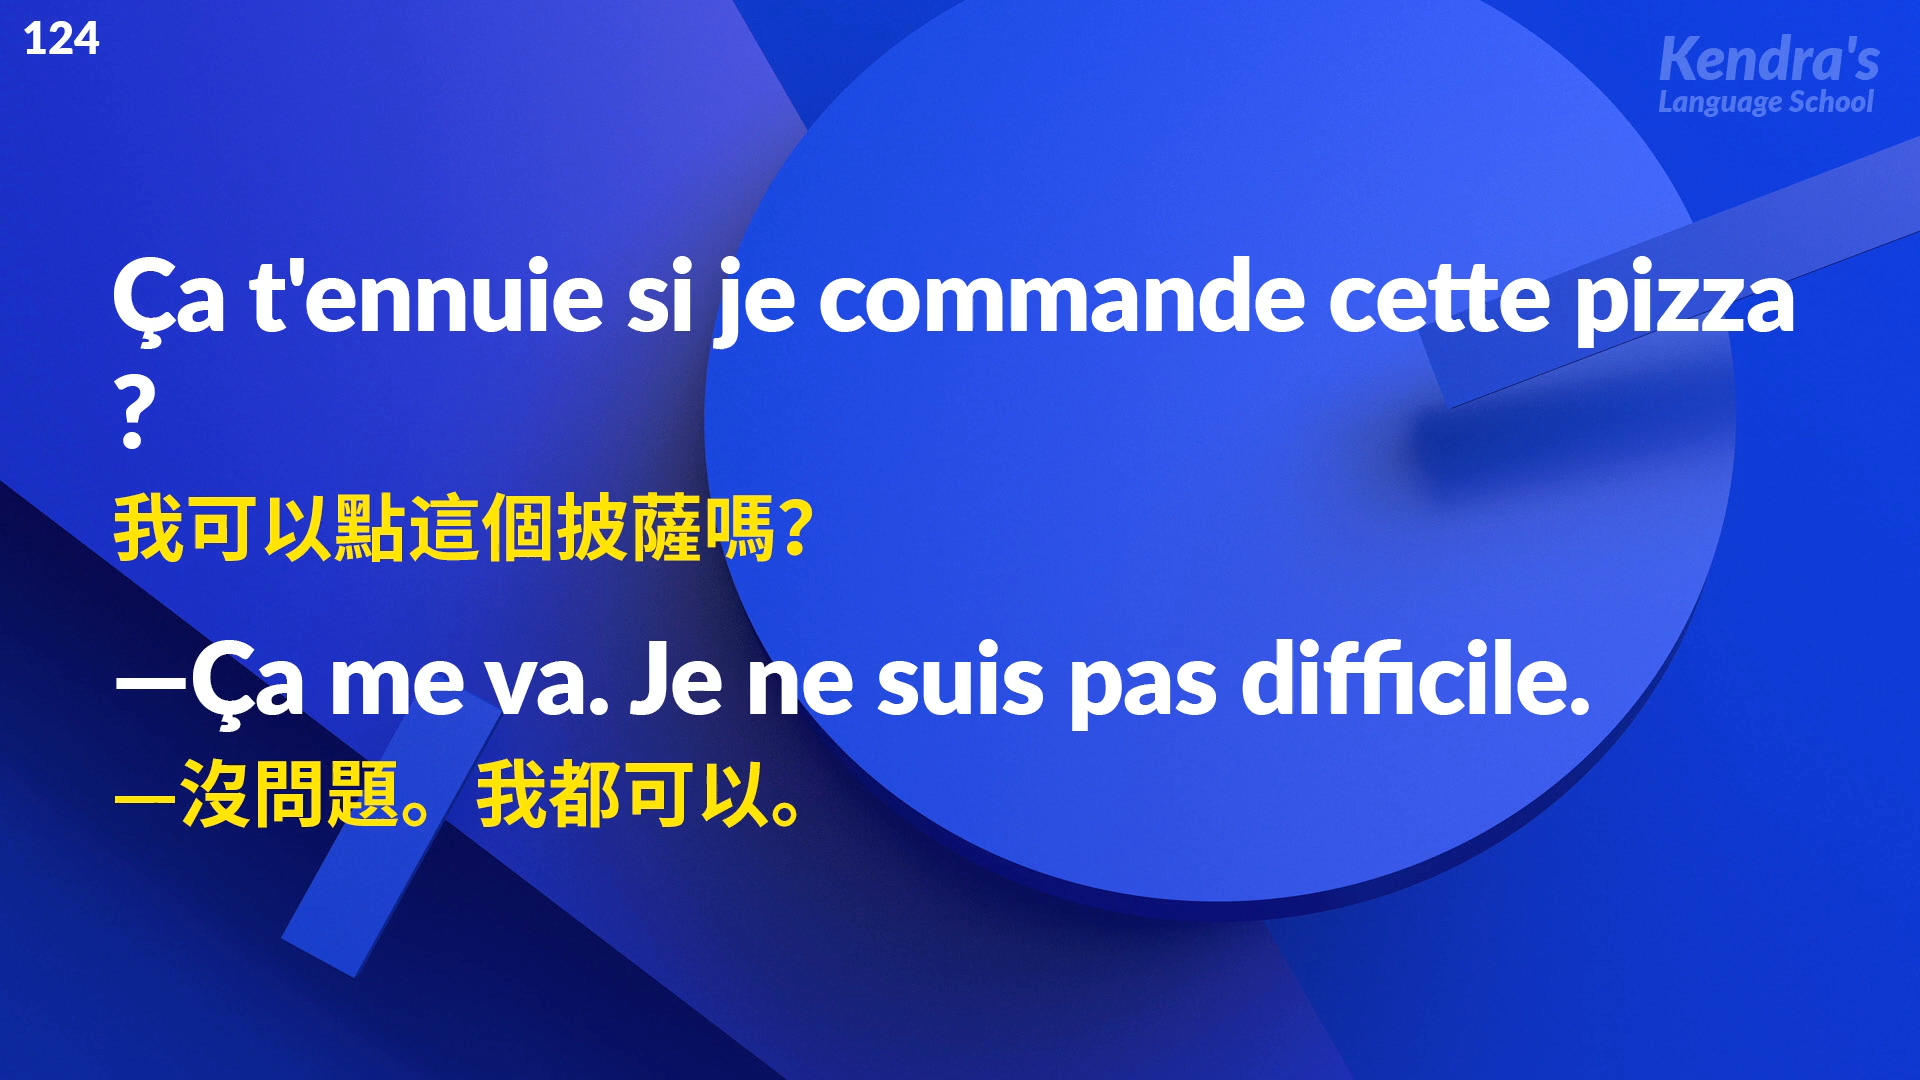 124
Kendra's
Language School
Ça t'ennuie si je commande cette pizza
?
我可以點這個披薩嗎?
—Ça me va. Je ne suis pas difficile.
—沒問題。我都可以。